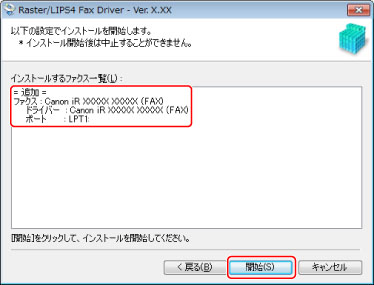 Raster/LIPS4 Fax Driver - Ver. X.XX
以下の設定でインストールを開始します。
* インストール開始後は中止することができません。
インストールするファクス一覧(L):
= 追加 =
ファクス : Canon iR XXXXX XXXXX (FAX)
ドライバー : Canon iR XXXXX XXXXX (FAX)
ポート : LPT1:
[開始]をクリックして、インストールを開始してください。
< 戻る(B)
開始(S)
キャンセル